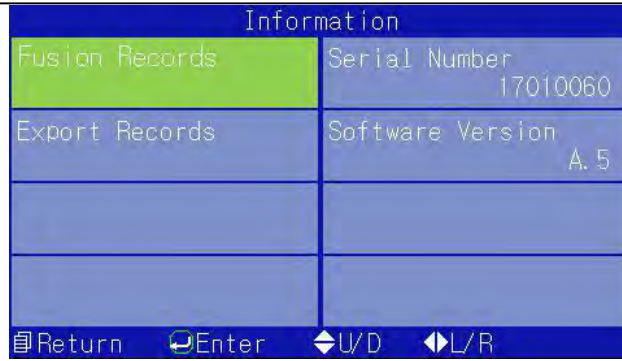 Information
Fusion Records
Serial Number
17010060
Export Records
Software Version
A.5
Return Enter U/D L/R